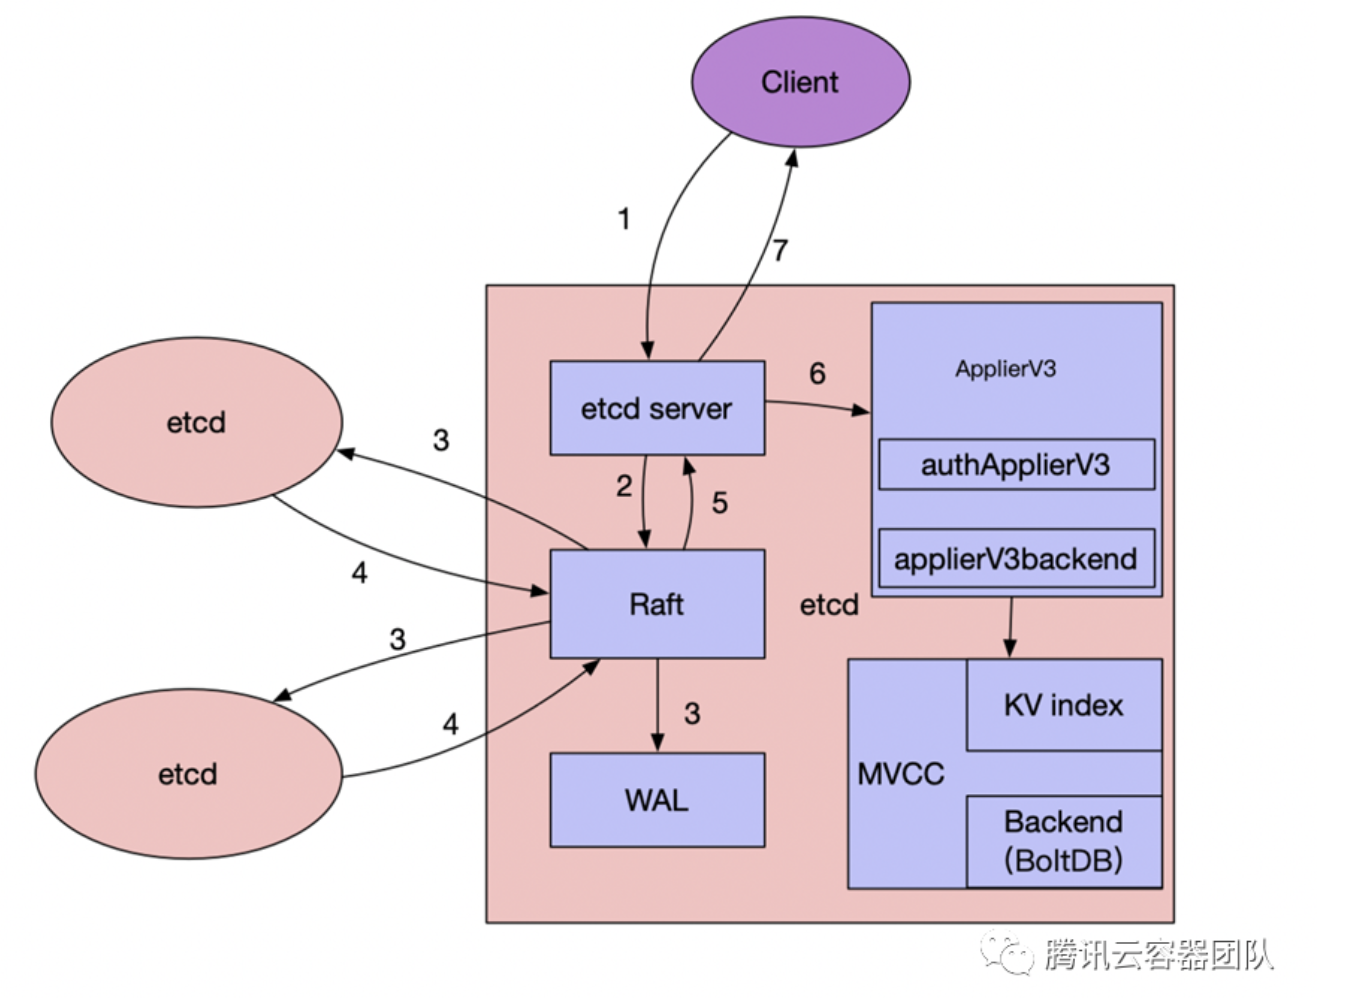 Client
1
7
etcd server
6
ApplierV3
authApplierV3
applierV3backend
etcd
3
2
5
4
Raft
etcd
3
4
3
etcd
WAL
MVCC
KV index
Backend
(BoltDB)
腾讯云容器团队